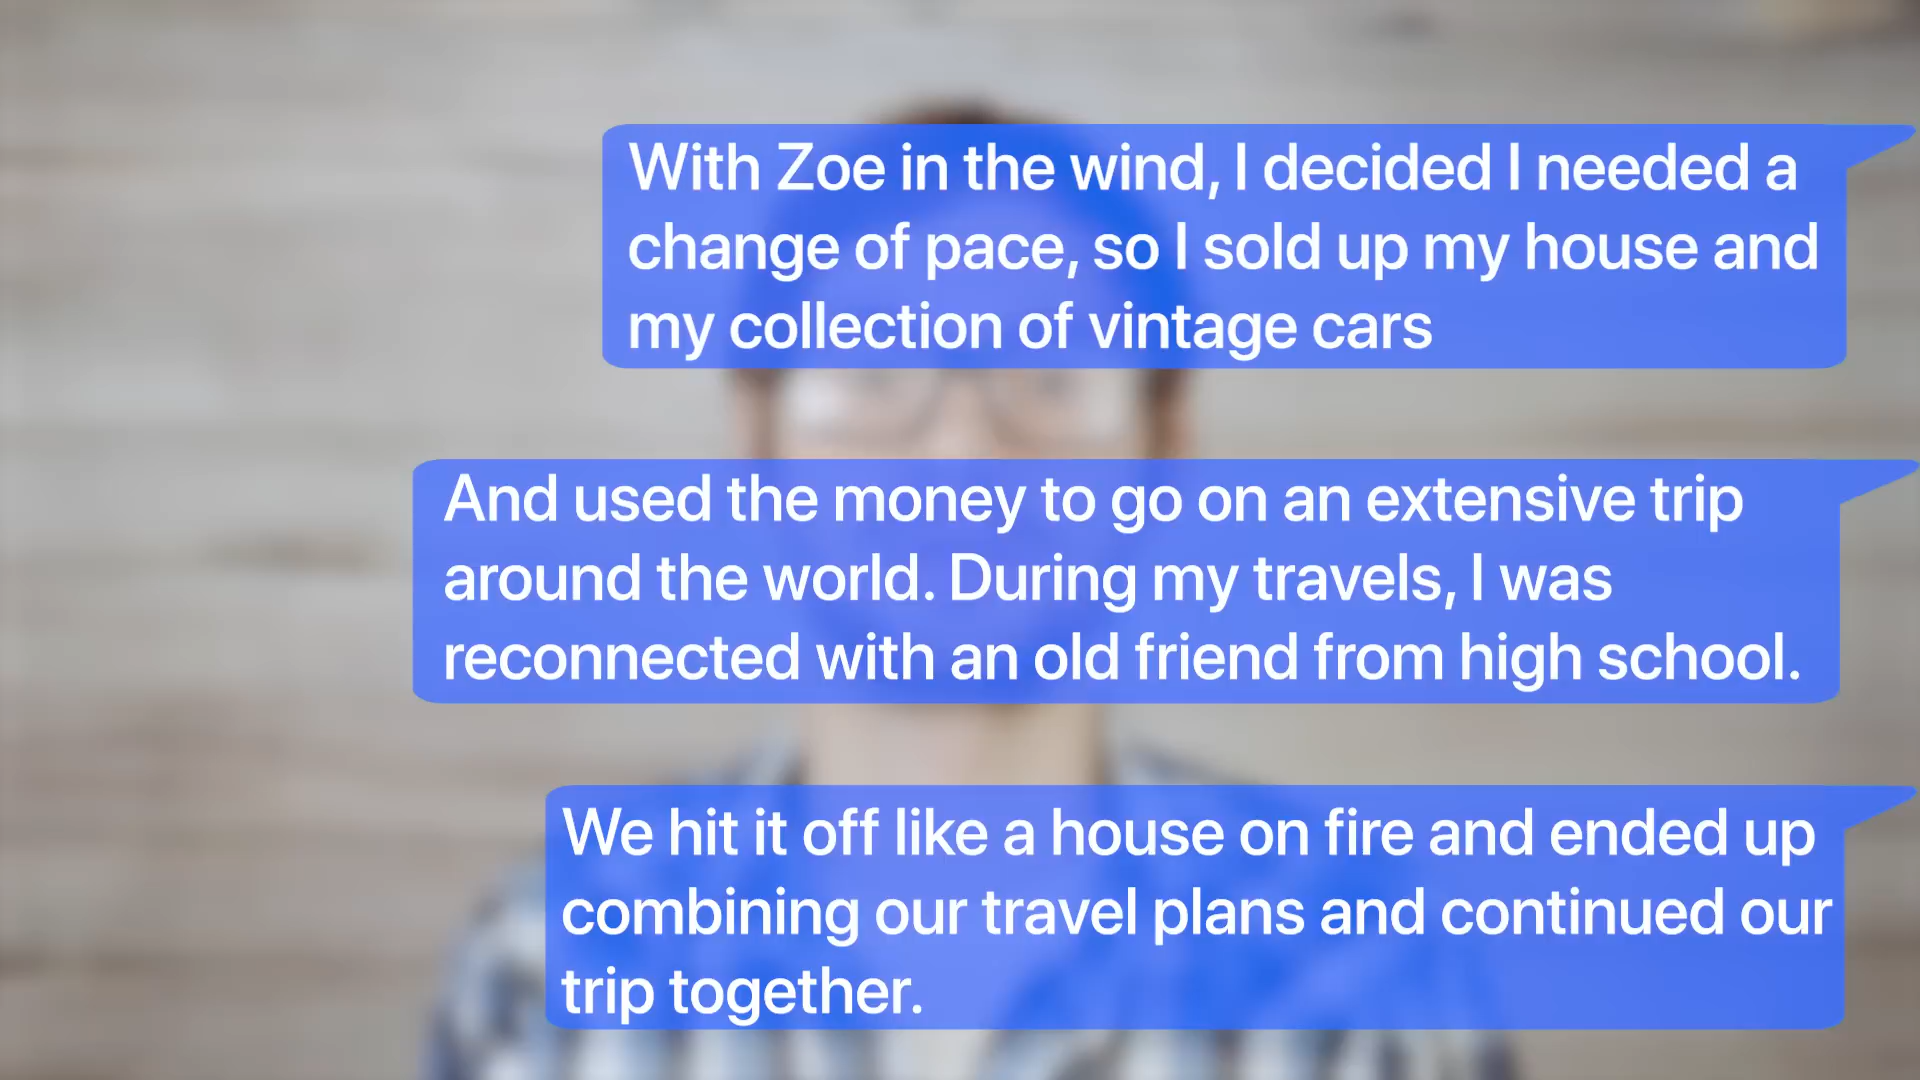 With Zoe in the wind, I decided I needed a
change of pace, so I sold up my house and
my collection of vintage cars
And used the money to go on an extensive trip
around the world. During my travels, I was
reconnected with an old friend from high school.
We hit it off like a house on fire and ended up
combining our travel plans and continued our
trip together.